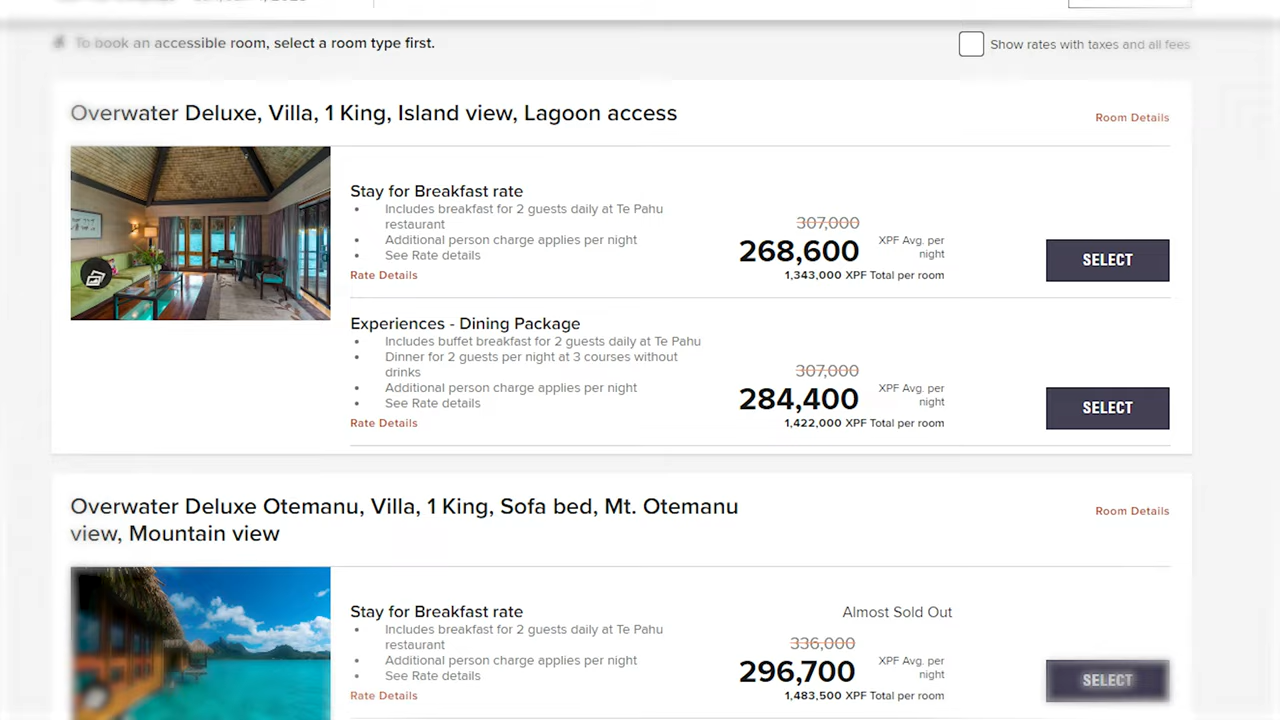 To book an accessible room, select a room type first.
Show rates with taxes and all fees
Overwater Deluxe, Villa, 1 King, Island view, Lagoon access
Room Details
Stay for Breakfast rate
Includes breakfast for 2 guests daily at Te Pahu
restaurant
Additional person charge applies per night
See Rate details
Rate Details
307,000
268,600 XPF Avg. per
night
1,343,000 XPF Total per room
SELECT
Experiences - Dining Package
Includes buffet breakfast for 2 guests daily at Te Pahu
Dinner for 2 guests per night at 3 courses without
drinks
Additional person charge applies per night
See Rate details
Rate Details
307,000
284,400 XPF Avg. per
night
1,422,000 XPF Total per room
SELECT
Overwater Deluxe Otemanu, Villa, 1 King, Sofa bed, Mt. Otemanu
view, Mountain view
Room Details
Stay for Breakfast rate
Includes breakfast for 2 guests daily at Te Pahu
restaurant
Additional person charge applies per night
See Rate details
Rate Details
Almost Sold Out
336,000
296,700 XPF Avg. per
night
1,483,500 XPF Total per room
SELECT